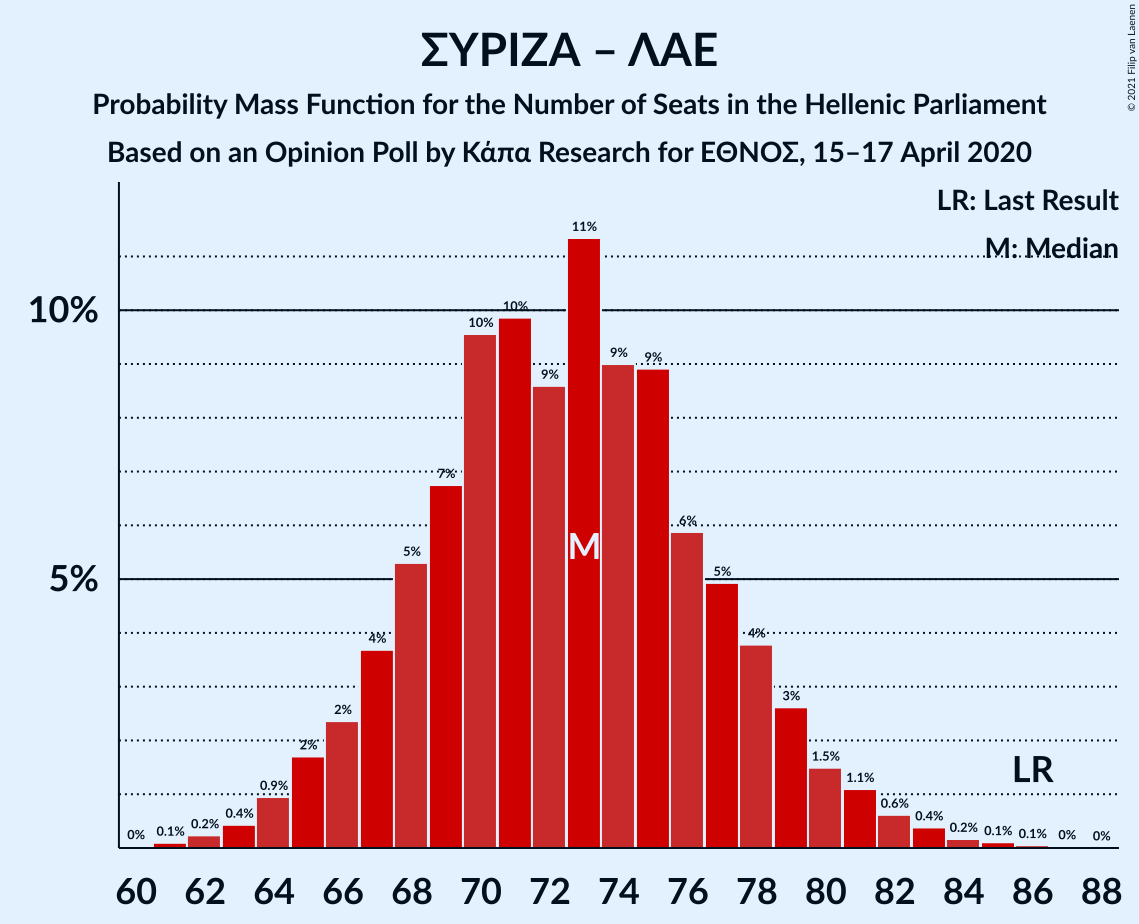 ΣΥΡΙΖΑ – ΛΑΕ
Probability Mass Function for the Number of Seats in the Hellenic Parliament
Based on an Opinion Poll by Κάπα Research for ΕΘΝΟΣ, 15–17 April 2020
© 2021 Filip van Laenen
LR: Last Result
M: Median
10%
5%
0% 0.1% 0.2% 0.4% 0.9% 2% 2% 4% 5% 7% 10% 10% 9% 11% 9% 9% 6% 5% 4% 3% 1.5% 1.1% 0.6% 0.4% 0.2% 0.1% 0.1% 0% 0%
M
LR
60 62 64 66 68 70 72 74 76 78 80 82 84 86 88